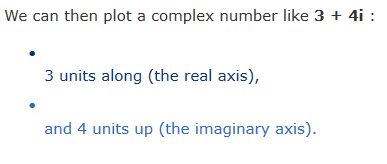 We can then plot a complex number like 3 + 4i :
•
3 units along (the real axis),
•
and 4 units up (the imaginary axis).